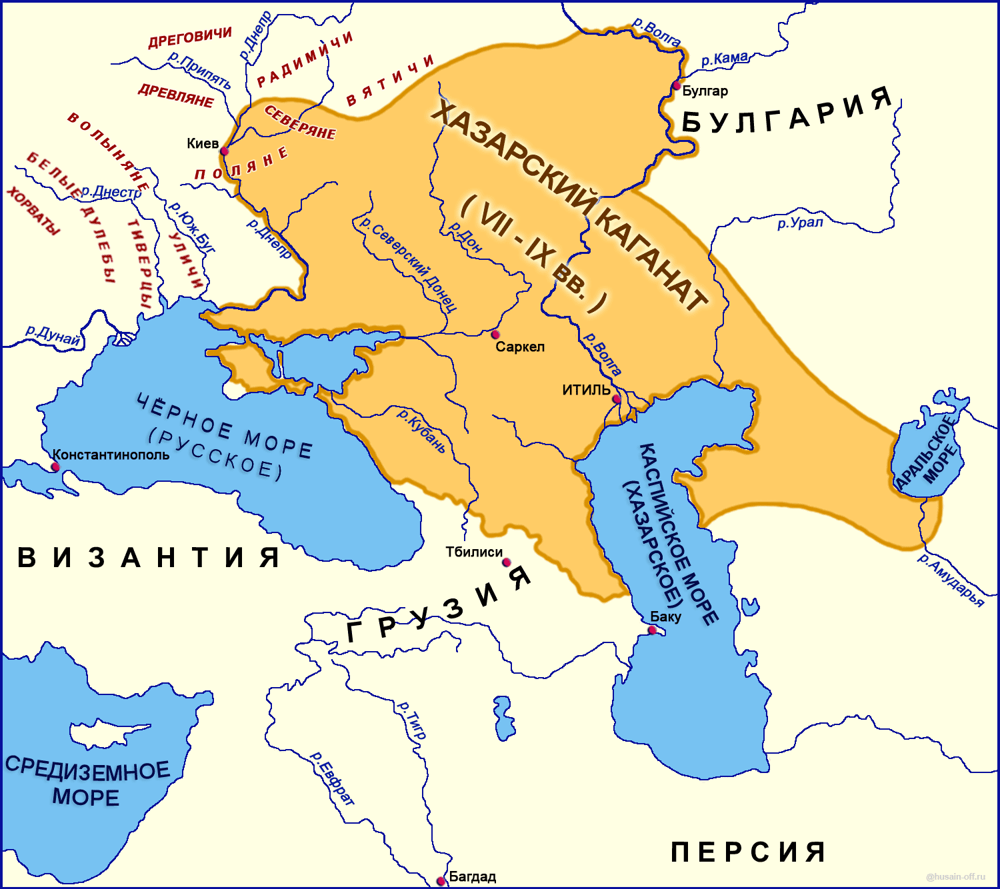 ДРЕГОВИЧИ
р.Днепр
РАДИМИЧИ
ВЯТИЧИ
р.Волга
р.Кама
р.Припять
ДРЕВЛЯНЕ
СЕВЕРЯНЕ
Булгар
БУЛГАРИЯ
ВОЛЫНЯНЕ
Киев
ПОЛЯНЕ
ХАЗАРСКИЙ КАГАНАТ
( VII - IX вв. )
БЕЛЫЕ
ХОРВАТЫ
р.Днестр
ДУЛЕБЫ
ТИВЕРЦЫ
р.Юж.Буг
УЛИЧИ
р.Днепр
р.Северский Донец
р.Дон
р.Урал
р.Дунай
Саркел
р.Волга
ИТИЛЬ
ЧЁРНОЕ МОРЕ
(РУССКОЕ)
р.Кубань
Константинополь
КАСПИЙСКОЕ МОРЕ
(ХАЗАРСКОЕ)
АРАЛЬСКОЕ
МОРЕ
ВИЗАНТИЯ
Тбилиси
ГРУЗИЯ
р.Амударья
Баку
р.Тигр
р.Евфрат
СРЕДИЗЕМНОЕ
МОРЕ
ПЕРСИЯ
Багдад
@husain-off.ru